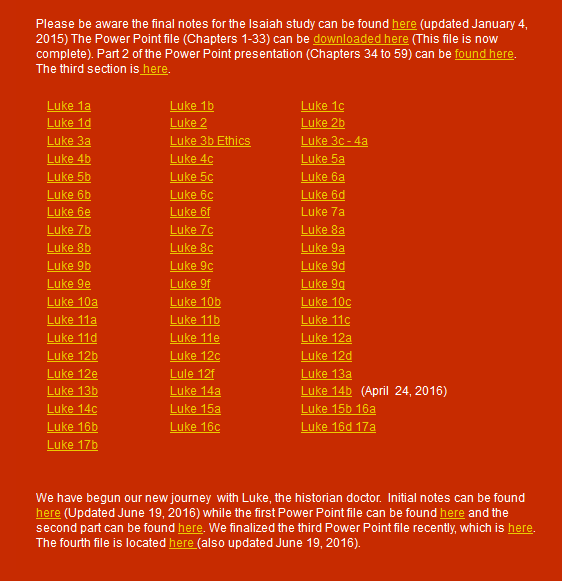 Please be aware the final notes for the Isaiah study can be found here (updated January 4,
2015) The Power Point file (Chapters 1-33) can be downloaded here (This file is now
complete). Part 2 of the Power Point presentation (Chapters 34 to 59) can be found here.
The third section is here.
Luke 1a Luke 1b Luke 1c
Luke 1d Luke 2 Luke 2b
Luke 3a Luke 3b Ethics Luke 3c - 4a
Luke 4b Luke 4c Luke 5a
Luke 5b Luke 5c Luke 6a
Luke 6b Luke 6c Luke 6d
Luke 6e Luke 6f Luke 7a
Luke 7b Luke 7c Luke 8a
Luke 8b Luke 8c Luke 9a
Luke 9b Luke 9c Luke 9d
Luke 9e Luke 9f Luke 9q
Luke 10a Luke 10b Luke 10c
Luke 11a Luke 11b Luke 11c
Luke 11d Luke 11e Luke 12a
Luke 12b Luke 12c Luke 12d
Luke 12e Lule 12f Luke 13a
Luke 13b Luke 14a Luke 14b (April 24, 2016)
Luke 14c Luke 15a Luke 15b 16a
Luke 16b Luke 16c Luke 16d 17a
Luke 17b
We have begun our new journey with Luke, the historian doctor. Initial notes can be found
here (Updated June 19, 2016) while the first Power Point file can be found here and the
second part can be found here. We finalized the third Power Point file recently, which is here.
The fourth file is located here (also updated June 19, 2016).